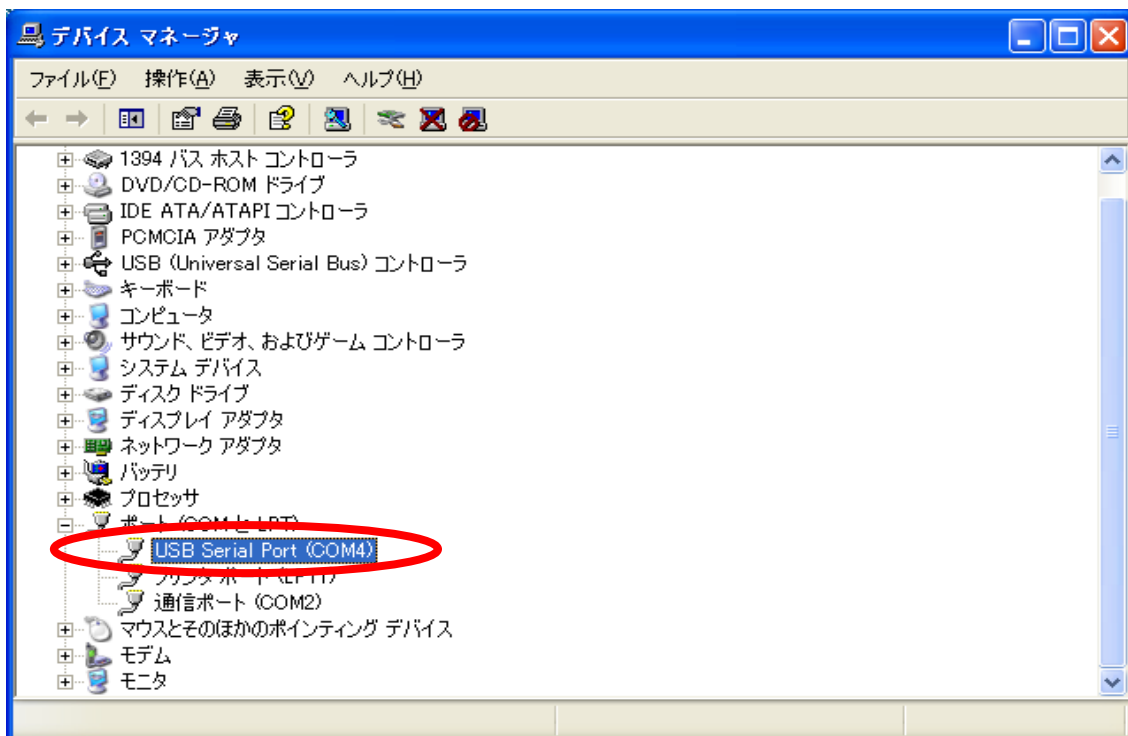 デバイス マネージャ
ファイル(F) 操作(A) 表示(V) ヘルプ(H)
1394 バス ホスト コントローラ
DVD/CD-ROM ドライブ
IDE ATA/ATAPI コントローラ
PCMCIA アダプタ
USB (Universal Serial Bus) コントローラ
キーボード
コンピュータ
サウンド、ビデオ、およびゲーム コントローラ
システム デバイス
ディスク ドライブ
ディスプレイ アダプタ
ネットワーク アダプタ
バッテリ
プロセッサ
ポート (COM と LPT)
USB Serial Port (COM4)
プリンタ ポート (LPT1)
通信ポート (COM2)
マウスとそのほかのポインティング デバイス
モデム
モニタ